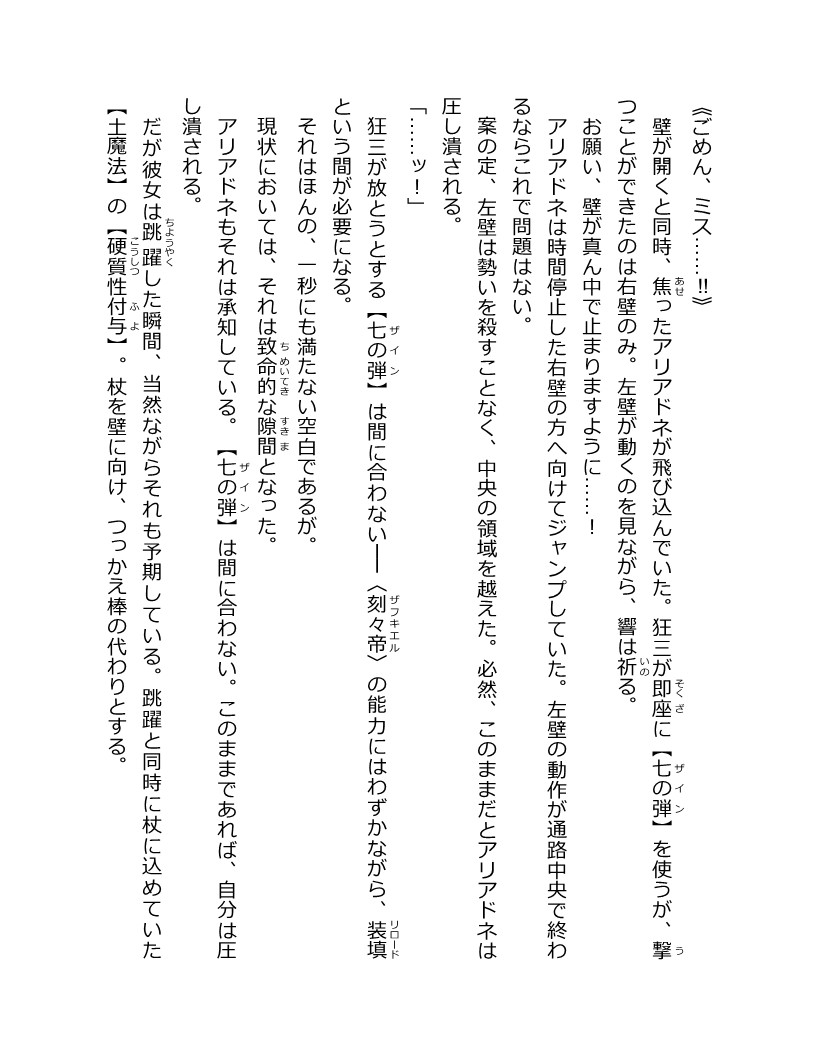 《ごめん、ミス……‼》
壁が開くと同時、焦ったアリアドネが飛び込んでいた。狂三が即座に【七の弾】を使うが、撃
つことができたのは右壁のみ。左壁が動くのを見ながら、響は祈る。
お願い、壁が真ん中で止まりますように……！
アリアドネは時間停止した右壁の方へ向けてジャンプしていた。左壁の動作が通路中央で終わ
るならこれで問題はない。
案の定、左壁は勢いを殺すことなく、中央の領域を越えた。必然、このままだとアリアドネは
圧し潰される。
「……ッ！」
狂三が放とうとする【七の弾】は間に合わない──〈刻々帝〉の能力にはわずかながら、装填
という間が必要になる。
それはほんの、一秒にも満たない空白であるが。
現状においては、それは致命的な隙間となった。
アリアドネもそれは承知している。【七の弾】は間に合わない。このままであれば、自分は圧
し潰される。
だが彼女は跳躍した瞬間、当然ながらそれも予期している。跳躍と同時に杖に込めていた
【土魔法】の【硬質性付与】。杖を壁に向け、つっかえ棒の代わりとする。